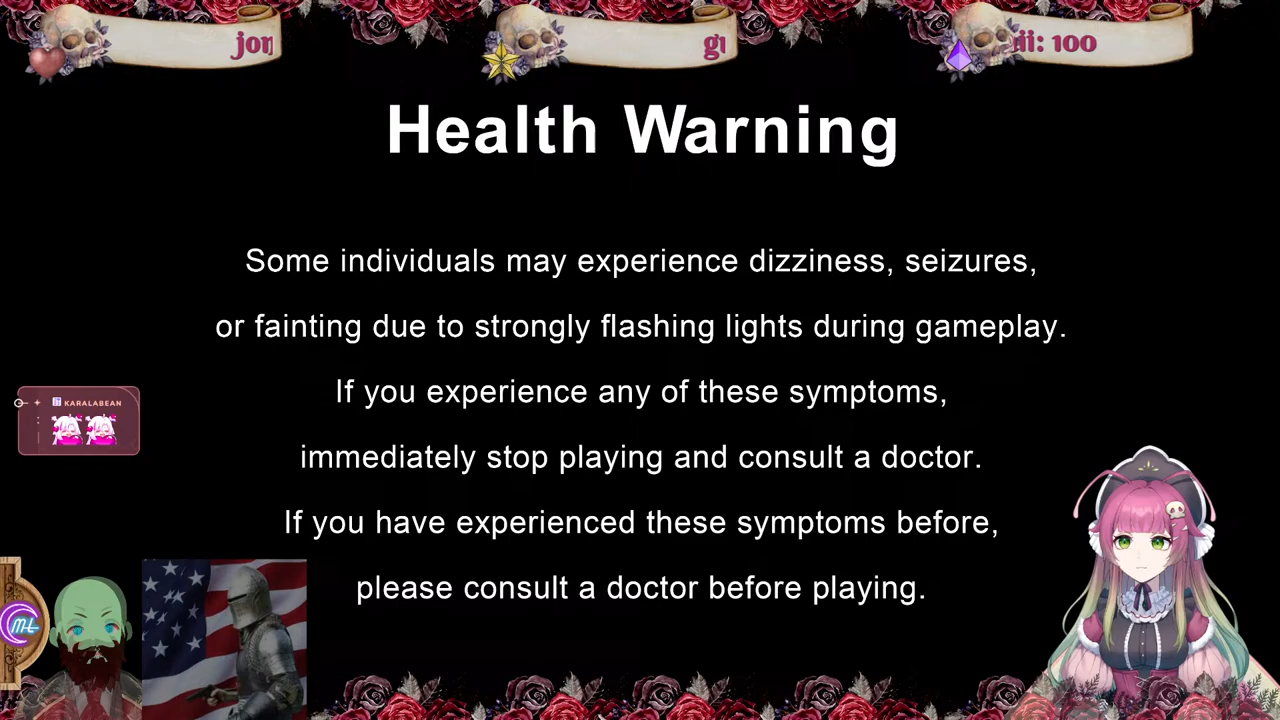 jon
gu
ii: 100
Health Warning
Some individuals may experience dizziness, seizures,
or fainting due to strongly flashing lights during gameplay.
If you experience any of these symptoms,
immediately stop playing and consult a doctor.
If you have experienced these symptoms before,
please consult a doctor before playing.
KARALABEAN
ML